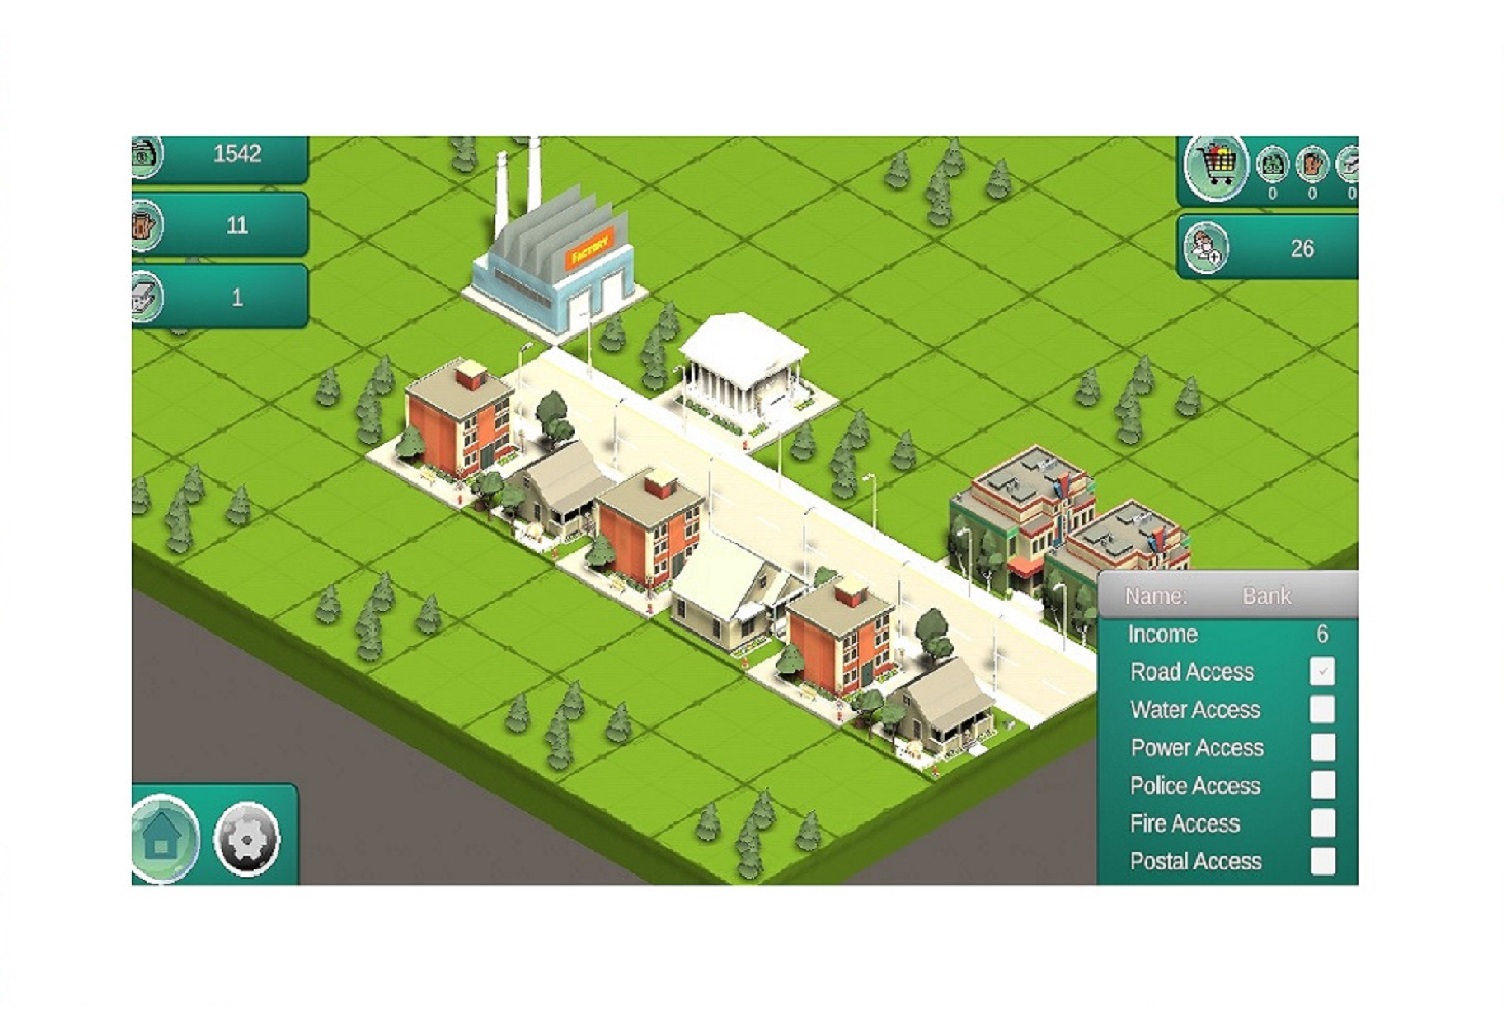 1542
11
1
FACTORY
0 0 0
26
Name: Bank
Income 6
Road Access
Water Access
Power Access
Police Access
Fire Access
Postal Access